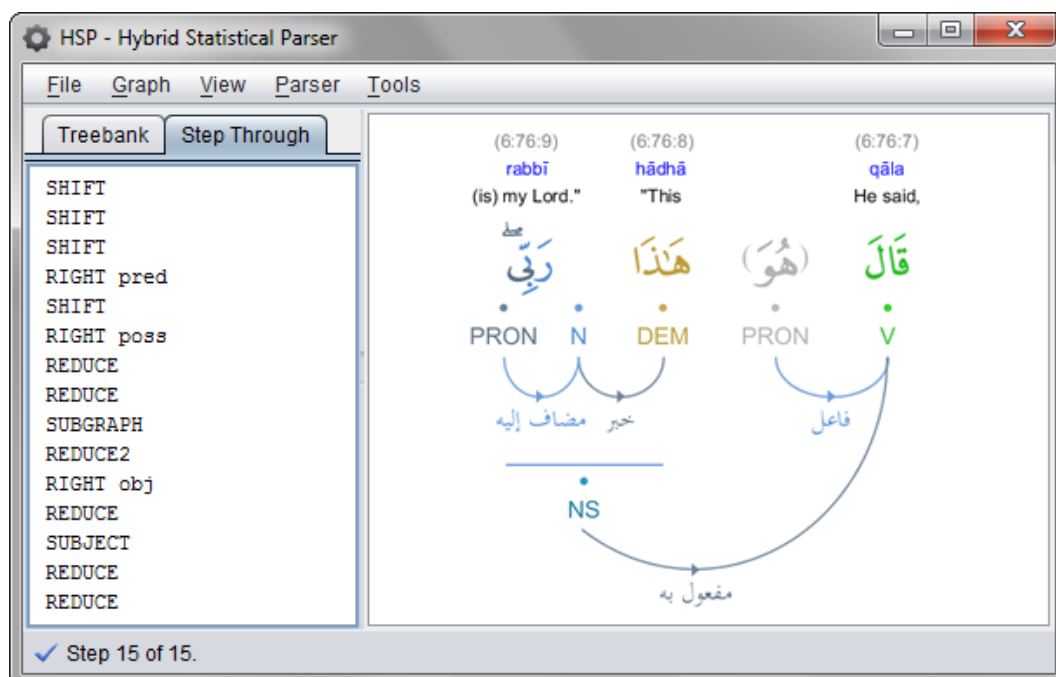 HSP - Hybrid Statistical Parser
File Graph View Parser Tools
Treebank Step Through
SHIFT
SHIFT
SHIFT
RIGHT pred
SHIFT
RIGHT poss
REDUCE
REDUCE
SUBGRAPH
REDUCE2
RIGHT obj
REDUCE
SUBJECT
REDUCE
REDUCE
(6:76:9) (6:76:8) (6:76:7)
rabbī hādhā qāla
(is) my Lord." "This He said,
قَالَ (هُوَ) هَـٰذَا رَبِّي ۖ
PRON N DEM PRON V
فاعل خبر مضاف إليه
NS
مفعول به
Step 15 of 15.